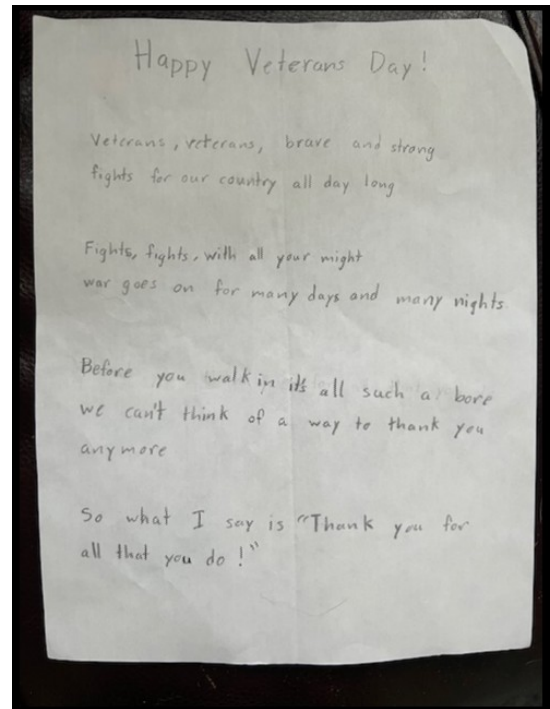 Happy Veterans Day!
Veterans, veterans, brave and strong
fights for our country all day long
Fights, fights, with all your might
war goes on for many days and many nights
Before you walk in it's all such a bore
we can't think of a way to thank you
anymore
So what I say is "Thank you for
all that you do!"